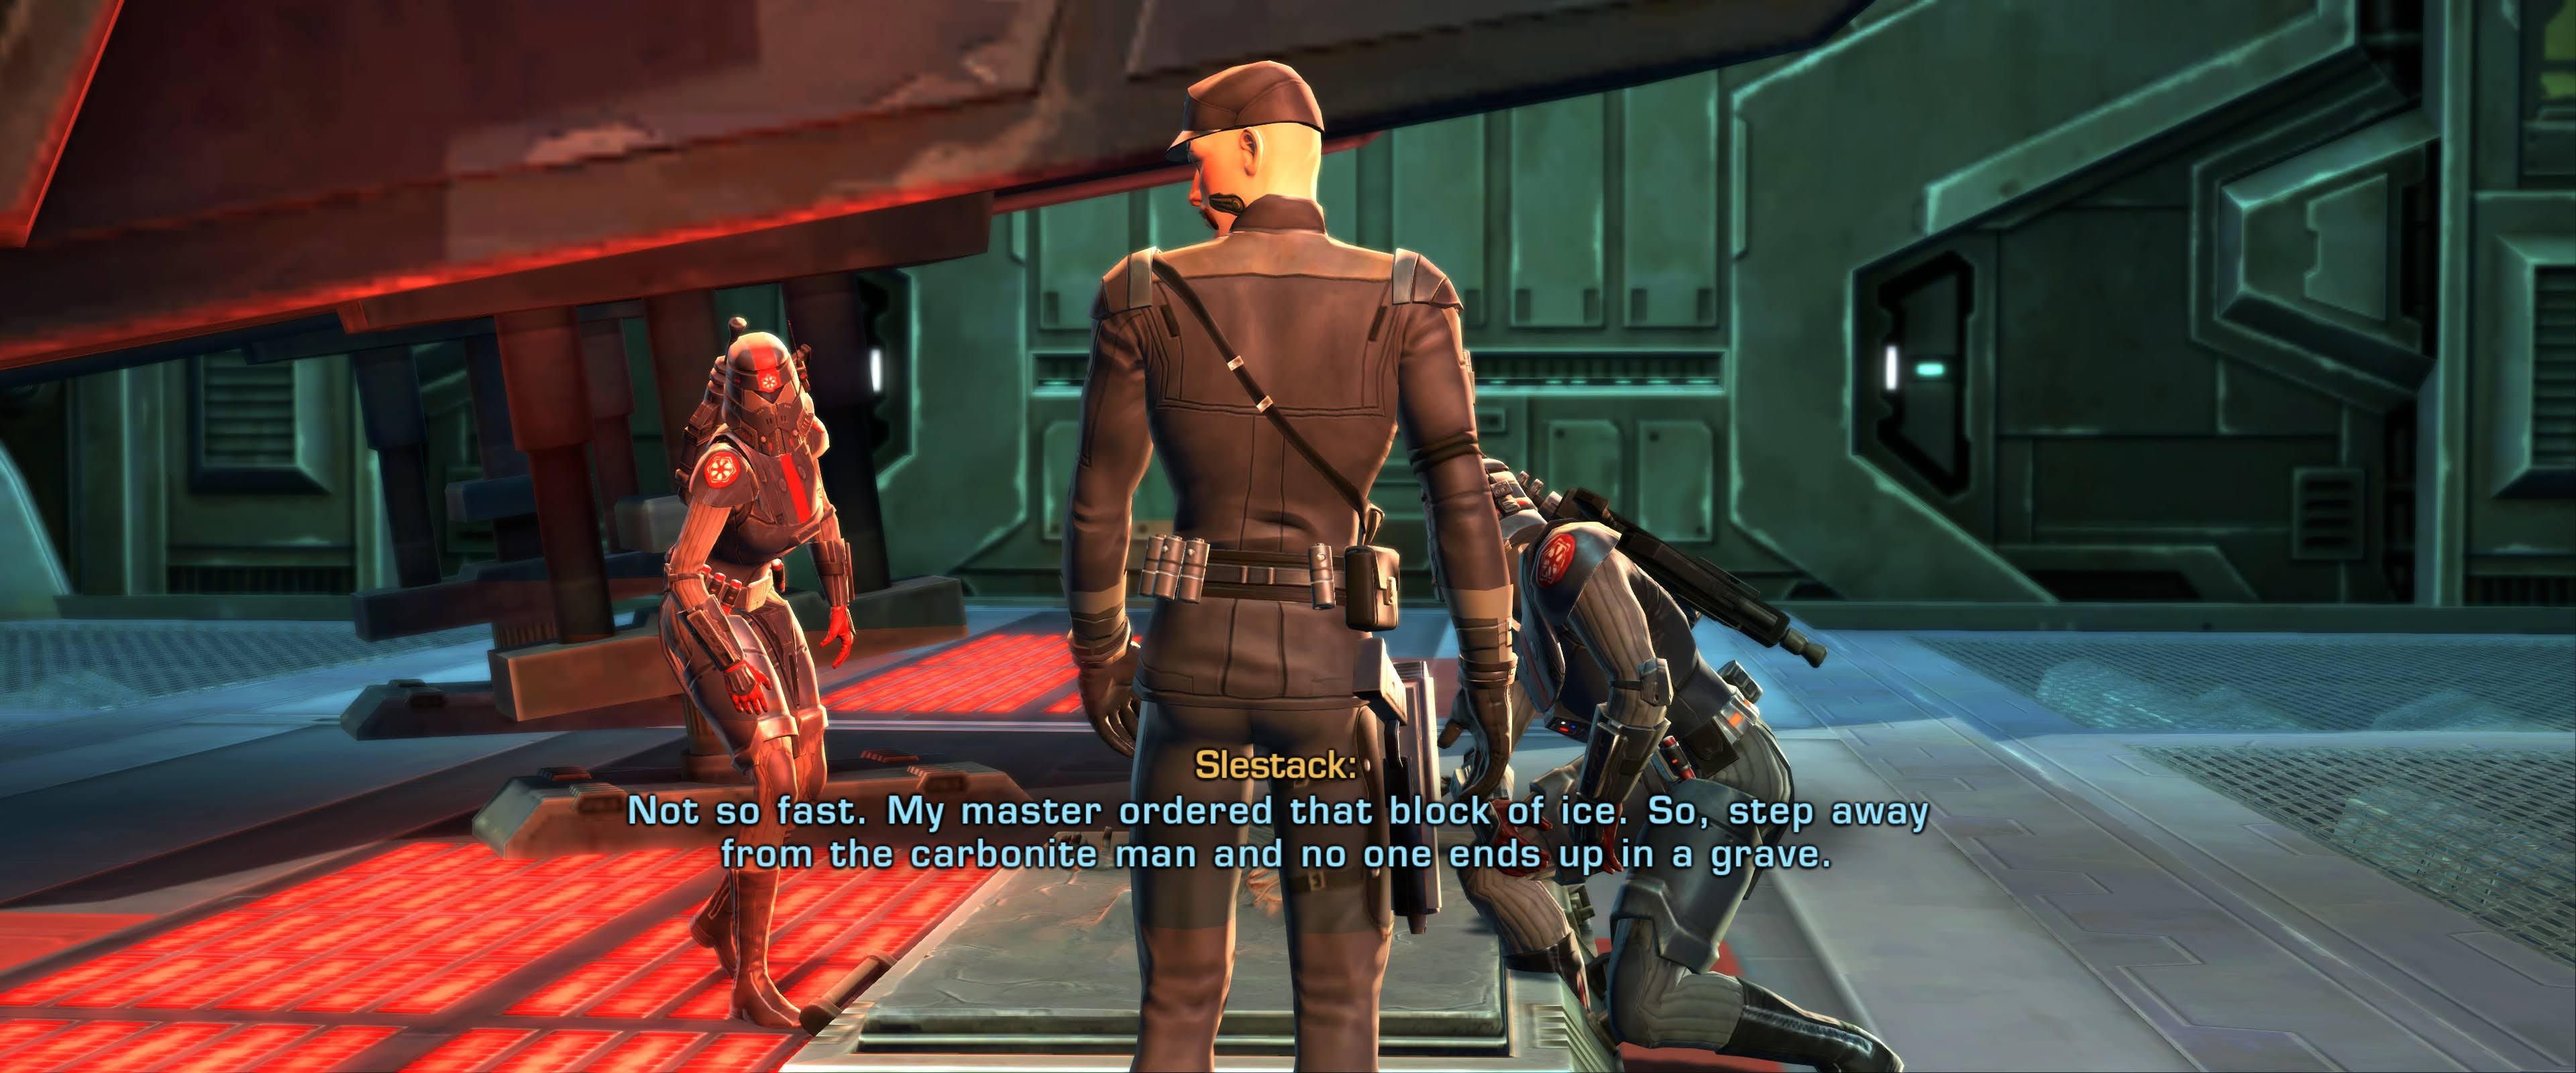 Slestack:
Not so fast. My master ordered that block of ice. So, step away
from the carbonite man and no one ends up in a grave.